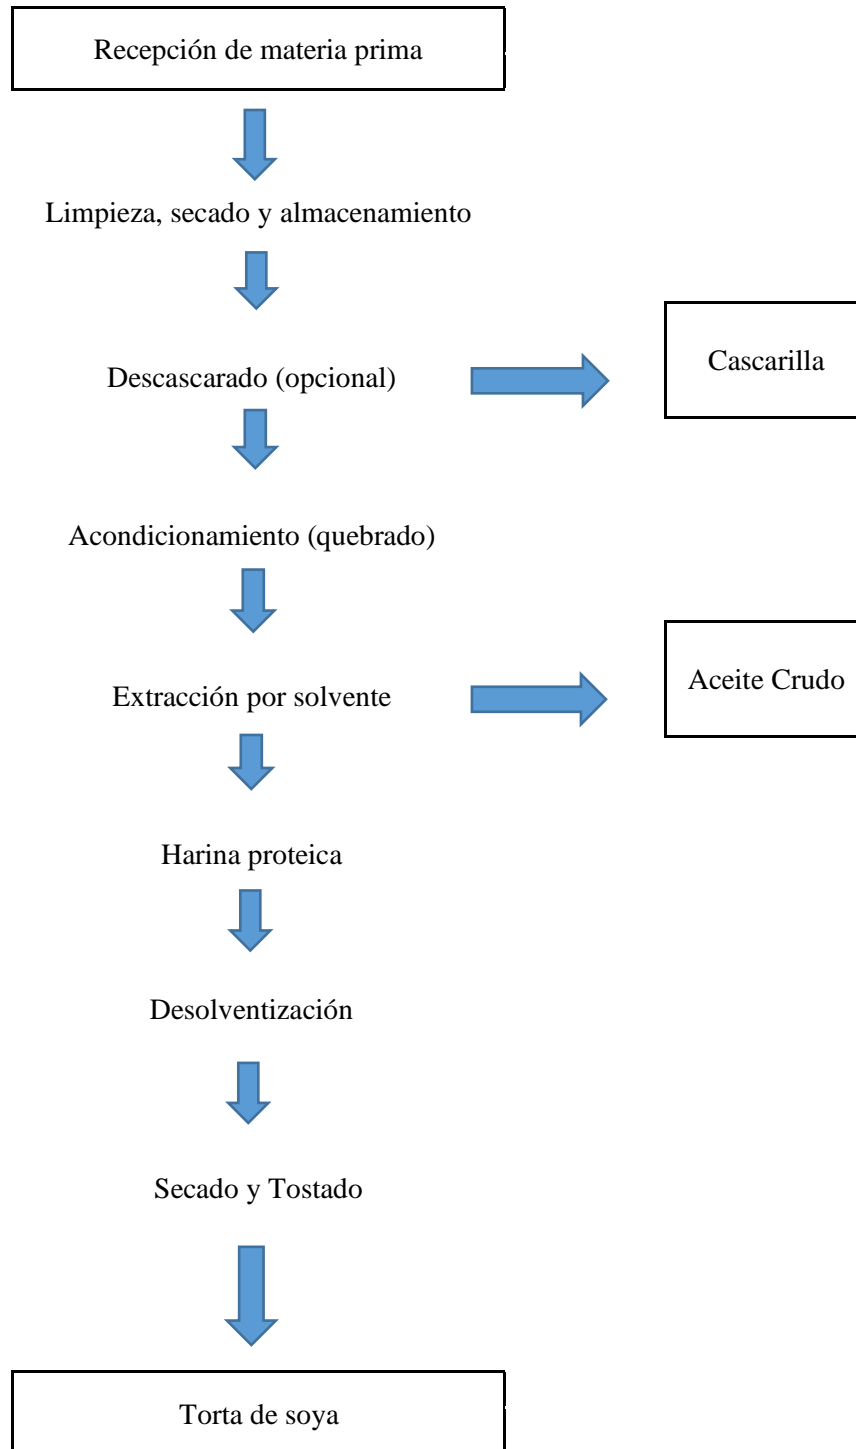 Recepción de materia prima
Limpieza, secado y almacenamiento
Descascarado (opcional)
Cascarilla
Acondicionamiento (quebrado)
Extracción por solvente
Aceite Crudo
Harina proteica
Desolventización
Secado y Tostado
Torta de soya